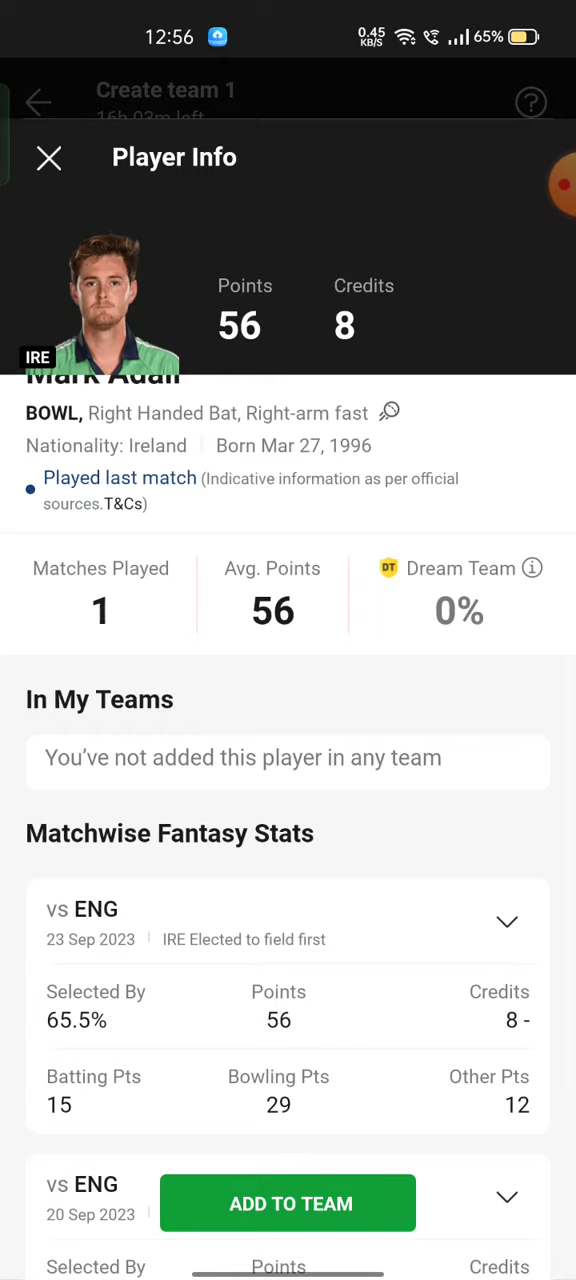 12:56 0.45 KB/S 65%
Create team 1
16h 03m left
Player Info
Points Credits
56 8
IRE
Mark Adair
BOWL, Right Handed Bat, Right-arm fast
Nationality: Ireland Born Mar 27, 1996
Played last match (Indicative information as per official
sources.T&Cs)
Matches Played Avg. Points DT Dream Team
1 56 0%
In My Teams
You’ve not added this player in any team
Matchwise Fantasy Stats
vs ENG
23 Sep 2023 IRE Elected to field first
Selected By Points Credits
65.5% 56 8 -
Batting Pts Bowling Pts Other Pts
15 29 12
vs ENG
20 Sep 2023
ADD TO TEAM
Selected By Points Credits